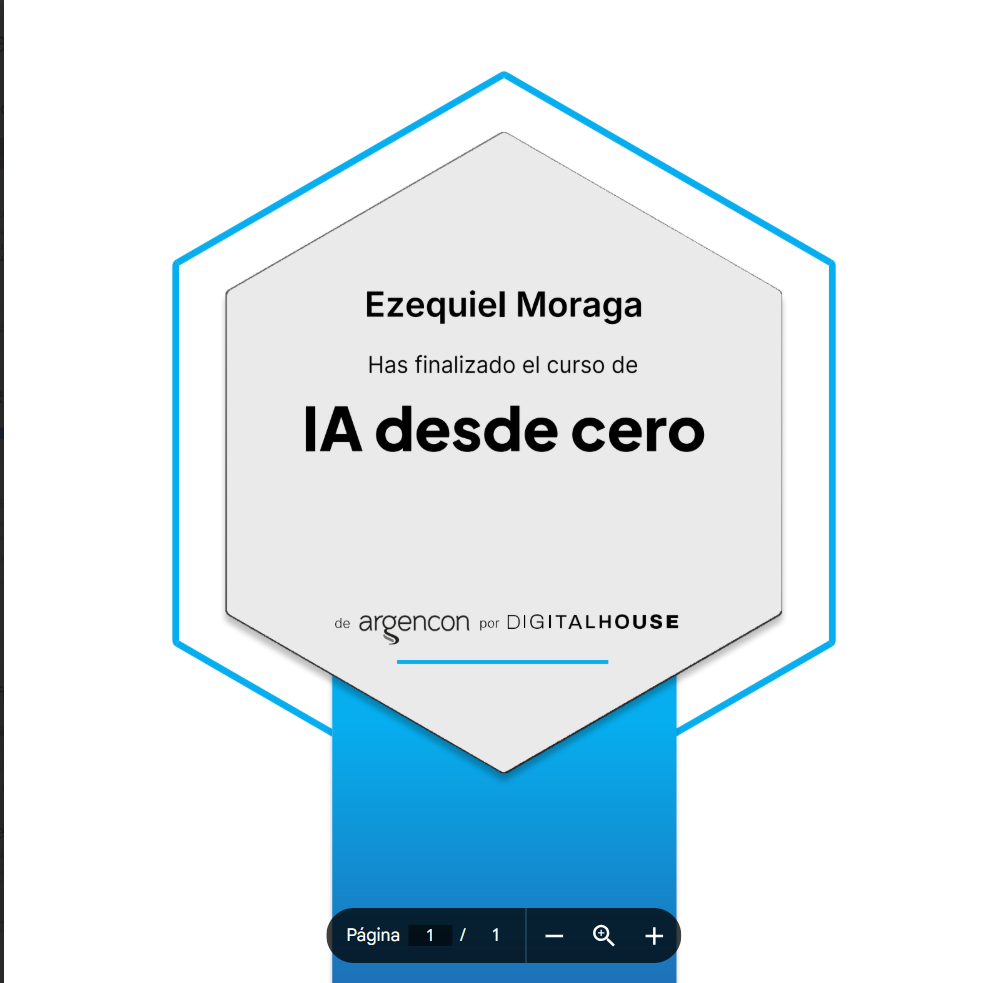 Ezequiel Moraga
Has finalizado el curso de
IA desde cero
de argencon por DIGITALHOUSE
Página 1 / 1